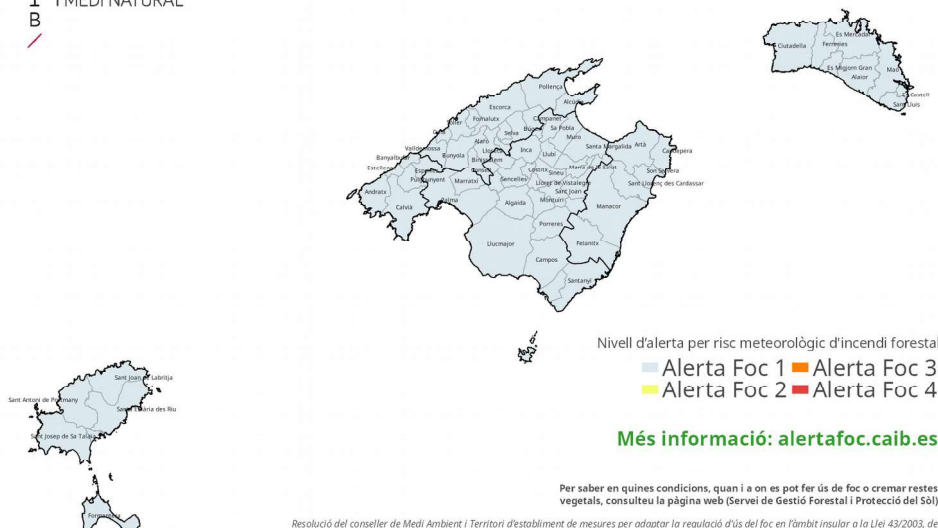 I MEDI NATURAL
B
Es Mercadal
Ciutadella
Ferreries
Es Migjorn Gran
Maó
Alaior
Sant Lluís
Pollença
Alcúdia
Escorca
Campanet
Fornalutx
Sa Pobla
Búger
Selva
Muro
Alaró
Santa Margalida
Artà
Capdepera
Valldemossa
Inca
Llubí
Banyalbufar
Bunyola
Binissalem
Son Servera
Sineu
Puigpunyent
Marratxí
Sencelles
Lloret de Vistalegre
Sant Llorenç des Cardassar
Andratx
Sant Joan
Palma
Algaida
Montuïri
Calvià
Manacor
Porreres
Llucmajor
Felanitx
Campos
Santanyí
Nivell d'alerta per risc meteorològic d'incendi forestal
Alerta Foc 1 Alerta Foc 3
Alerta Foc 2 Alerta Foc 4
Sant Joan de Labritja
Sant Antoni de Portmany
Santa Eulària des Riu
Sant Josep de Sa Talaia
Formentera
Més informació: alertafoc.caib.es
Per saber en quines condicions, quan i a on es pot fer ús de foc o cremar restes
vegetals, consulteu la pàgina web (Servei de Gestió Forestal i Protecció del Sòl)
Resolució del conseller de Medi Ambient i Territori d'establiment de mesures per adaptar la regulació d'ús del foc en l'àmbit insular a la Llei 43/2003, de